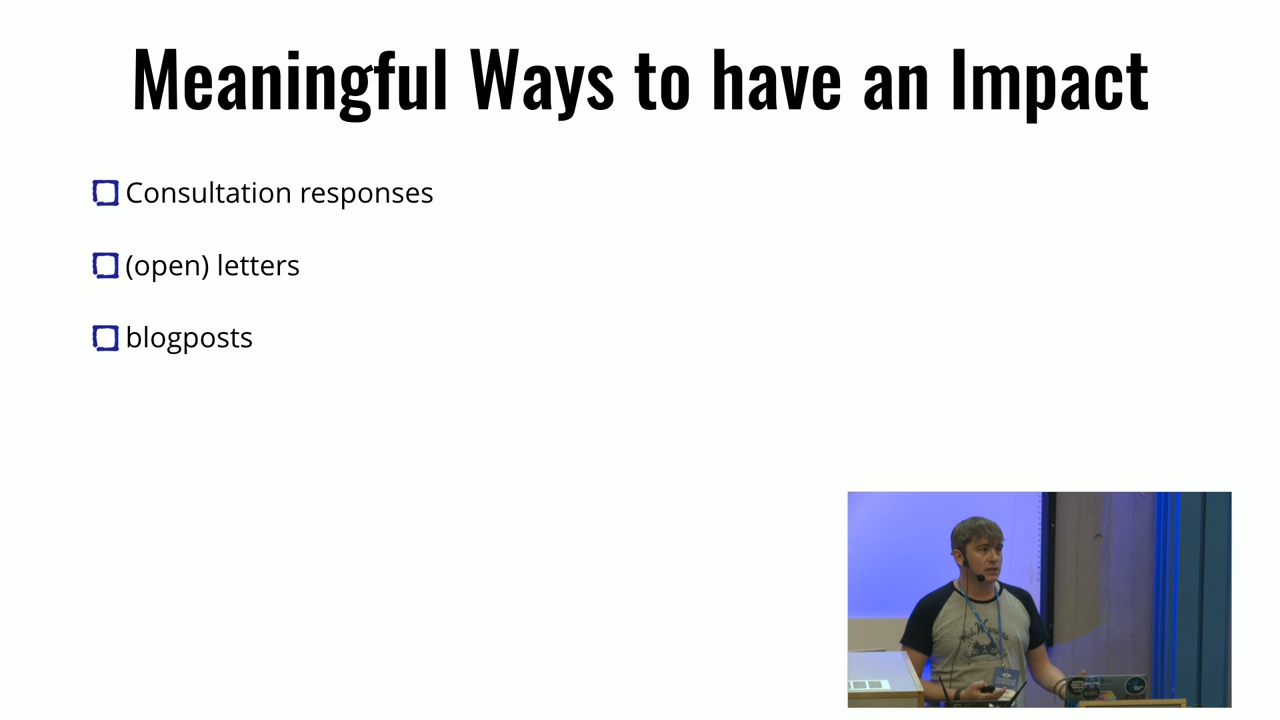 Meaningful Ways to have an Impact
Consultation responses
(open) letters
blogposts